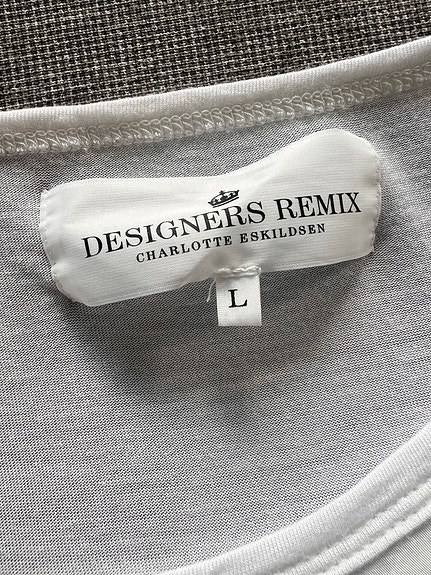 DESIGNERS REMIX
CHARLOTTE ESKILDSEN
L